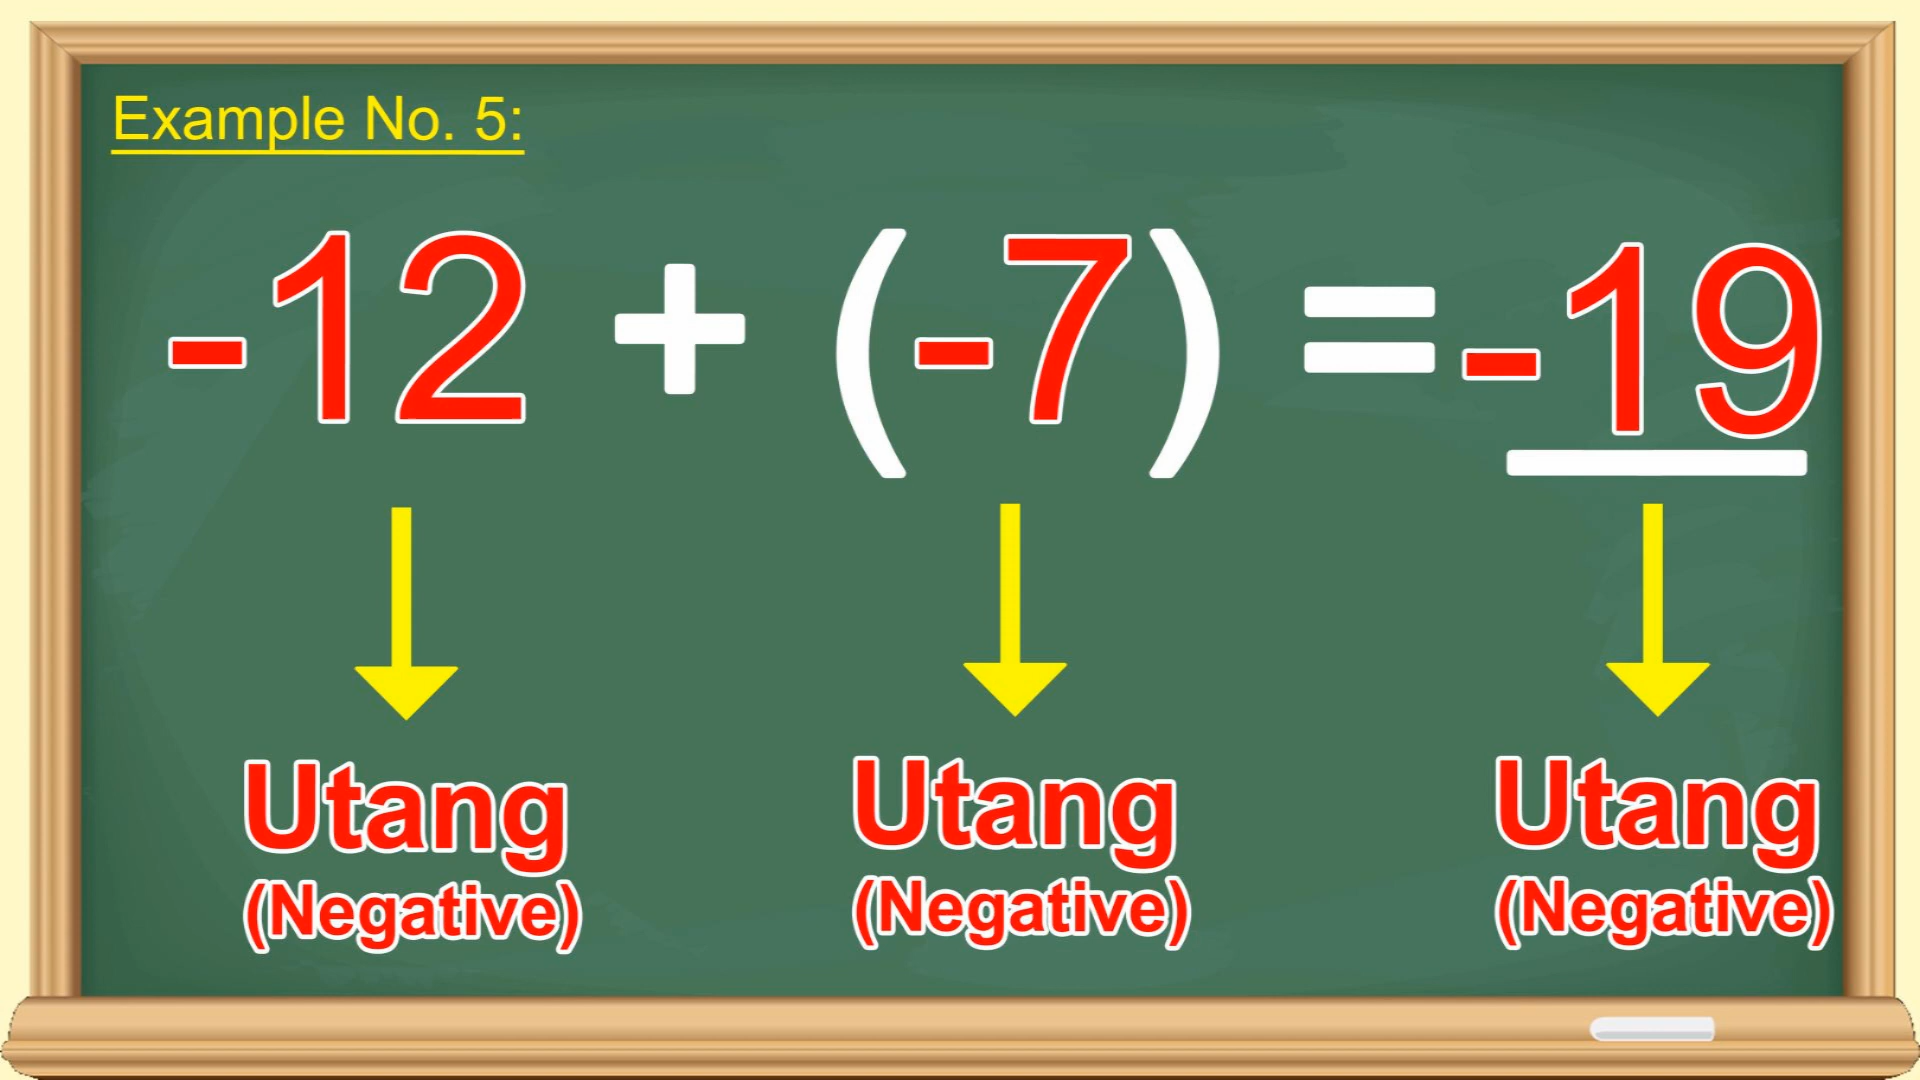 Example No. 5:
-12 + (-7) = -19
Utang Utang Utang
(Negative) (Negative) (Negative)